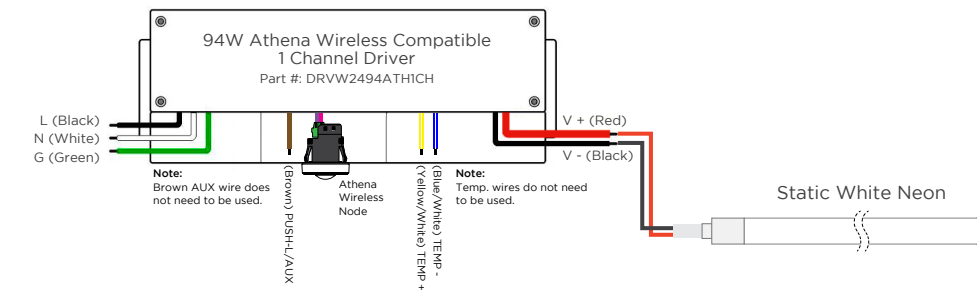 94W Athena Wireless Compatible
1 Channel Driver
Part #: DRVW2494ATH1CH
L (Black)
N (White)
G (Green)
V + (Red)
V - (Black)
Note:
Brown AUX wire does
not need to be used.
(Brown) PUSH-L/AUX
Athena
Wireless
Node
(Yellow/White) TEMP +
(Blue/White) TEMP -
Note:
Temp. wires do not need
to be used.
Static White Neon